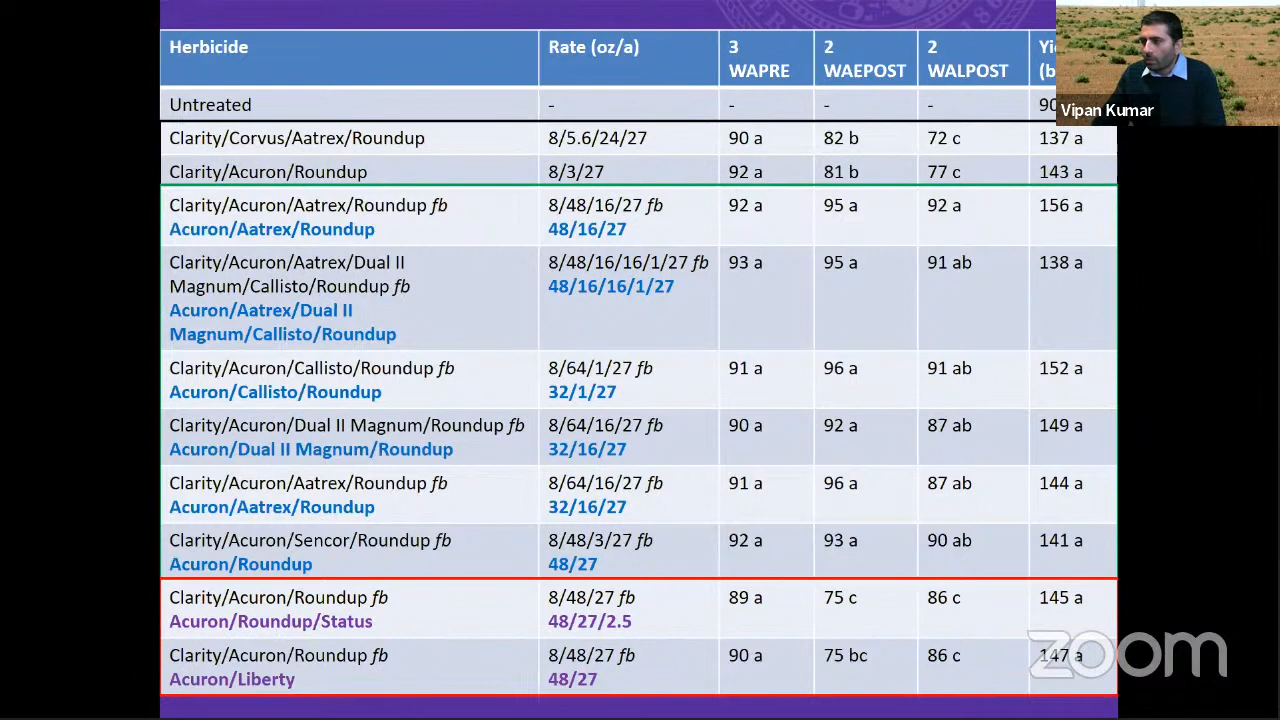 Herbicide Rate (oz/a) 3 WAPRE 2 WAEPOST 2 WALPOST
Untreated - - - - 90
Clarity/Corvus/Aatrex/Roundup 8/5.6/24/27 90 a 82 b 72 c 137 a
Clarity/Acuron/Roundup 8/3/27 92 a 81 b 77 c 143 a
Clarity/Acuron/Aatrex/Roundup fb 8/48/16/27 fb 92 a 95 a 92 a 156 a
Acuron/Aatrex/Roundup 48/16/27
Clarity/Acuron/Aatrex/Dual II 8/48/16/16/1/27 fb 93 a 95 a 91 ab 138 a
Magnum/Callisto/Roundup fb 48/16/16/1/27
Acuron/Aatrex/Dual II
Magnum/Callisto/Roundup
Clarity/Acuron/Callisto/Roundup fb 8/64/1/27 fb 91 a 96 a 91 ab 152 a
Acuron/Callisto/Roundup 32/1/27
Clarity/Acuron/Dual II Magnum/Roundup fb 8/64/16/27 fb 90 a 92 a 87 ab 149 a
Acuron/Dual II Magnum/Roundup 32/16/27
Clarity/Acuron/Aatrex/Roundup fb 8/64/16/27 fb 91 a 96 a 87 ab 144 a
Acuron/Aatrex/Roundup 32/16/27
Clarity/Acuron/Sencor/Roundup fb 8/48/3/27 fb 92 a 93 a 90 ab 141 a
Acuron/Roundup 48/27
Clarity/Acuron/Roundup fb 8/48/27 fb 89 a 75 c 86 c 145 a
Acuron/Roundup/Status 48/27/2.5
Clarity/Acuron/Roundup fb 8/48/27 fb 90 a 75 bc 86 c 147 a
Acuron/Liberty 48/27
Vipan Kumar
zoom